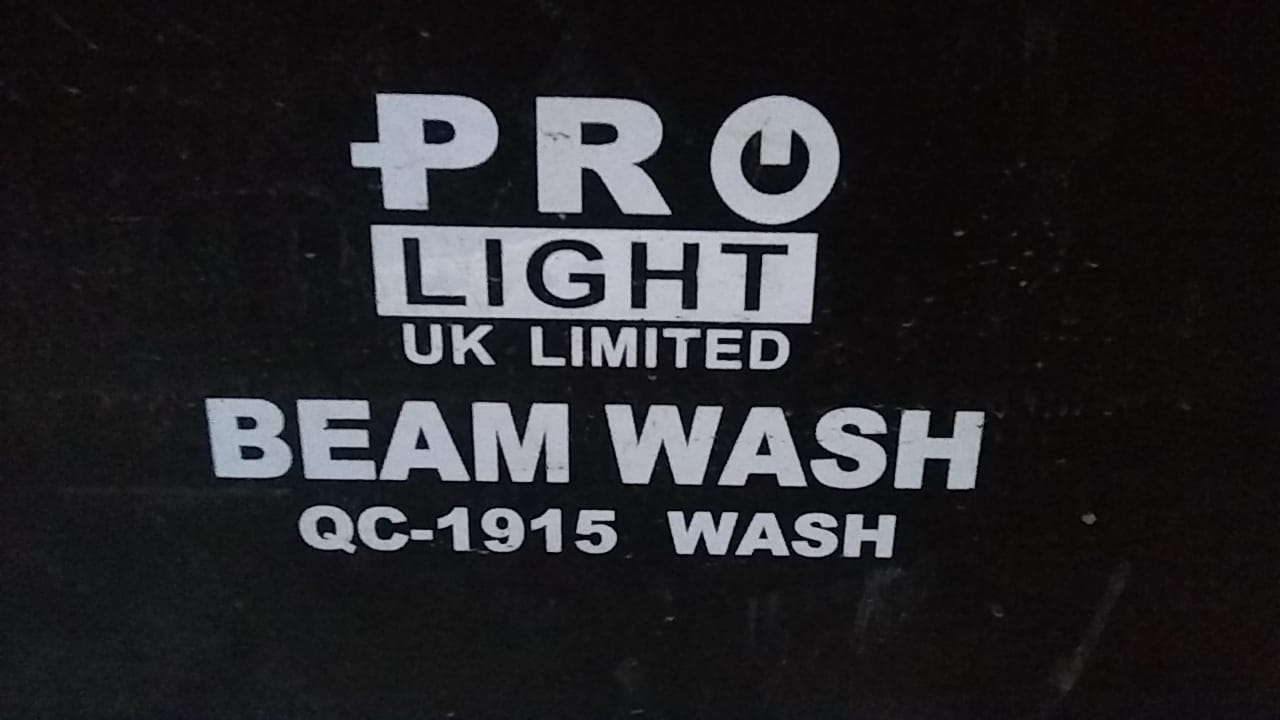 PRO
LIGHT
UK LIMITED
BEAM WASH
QC-1915 WASH